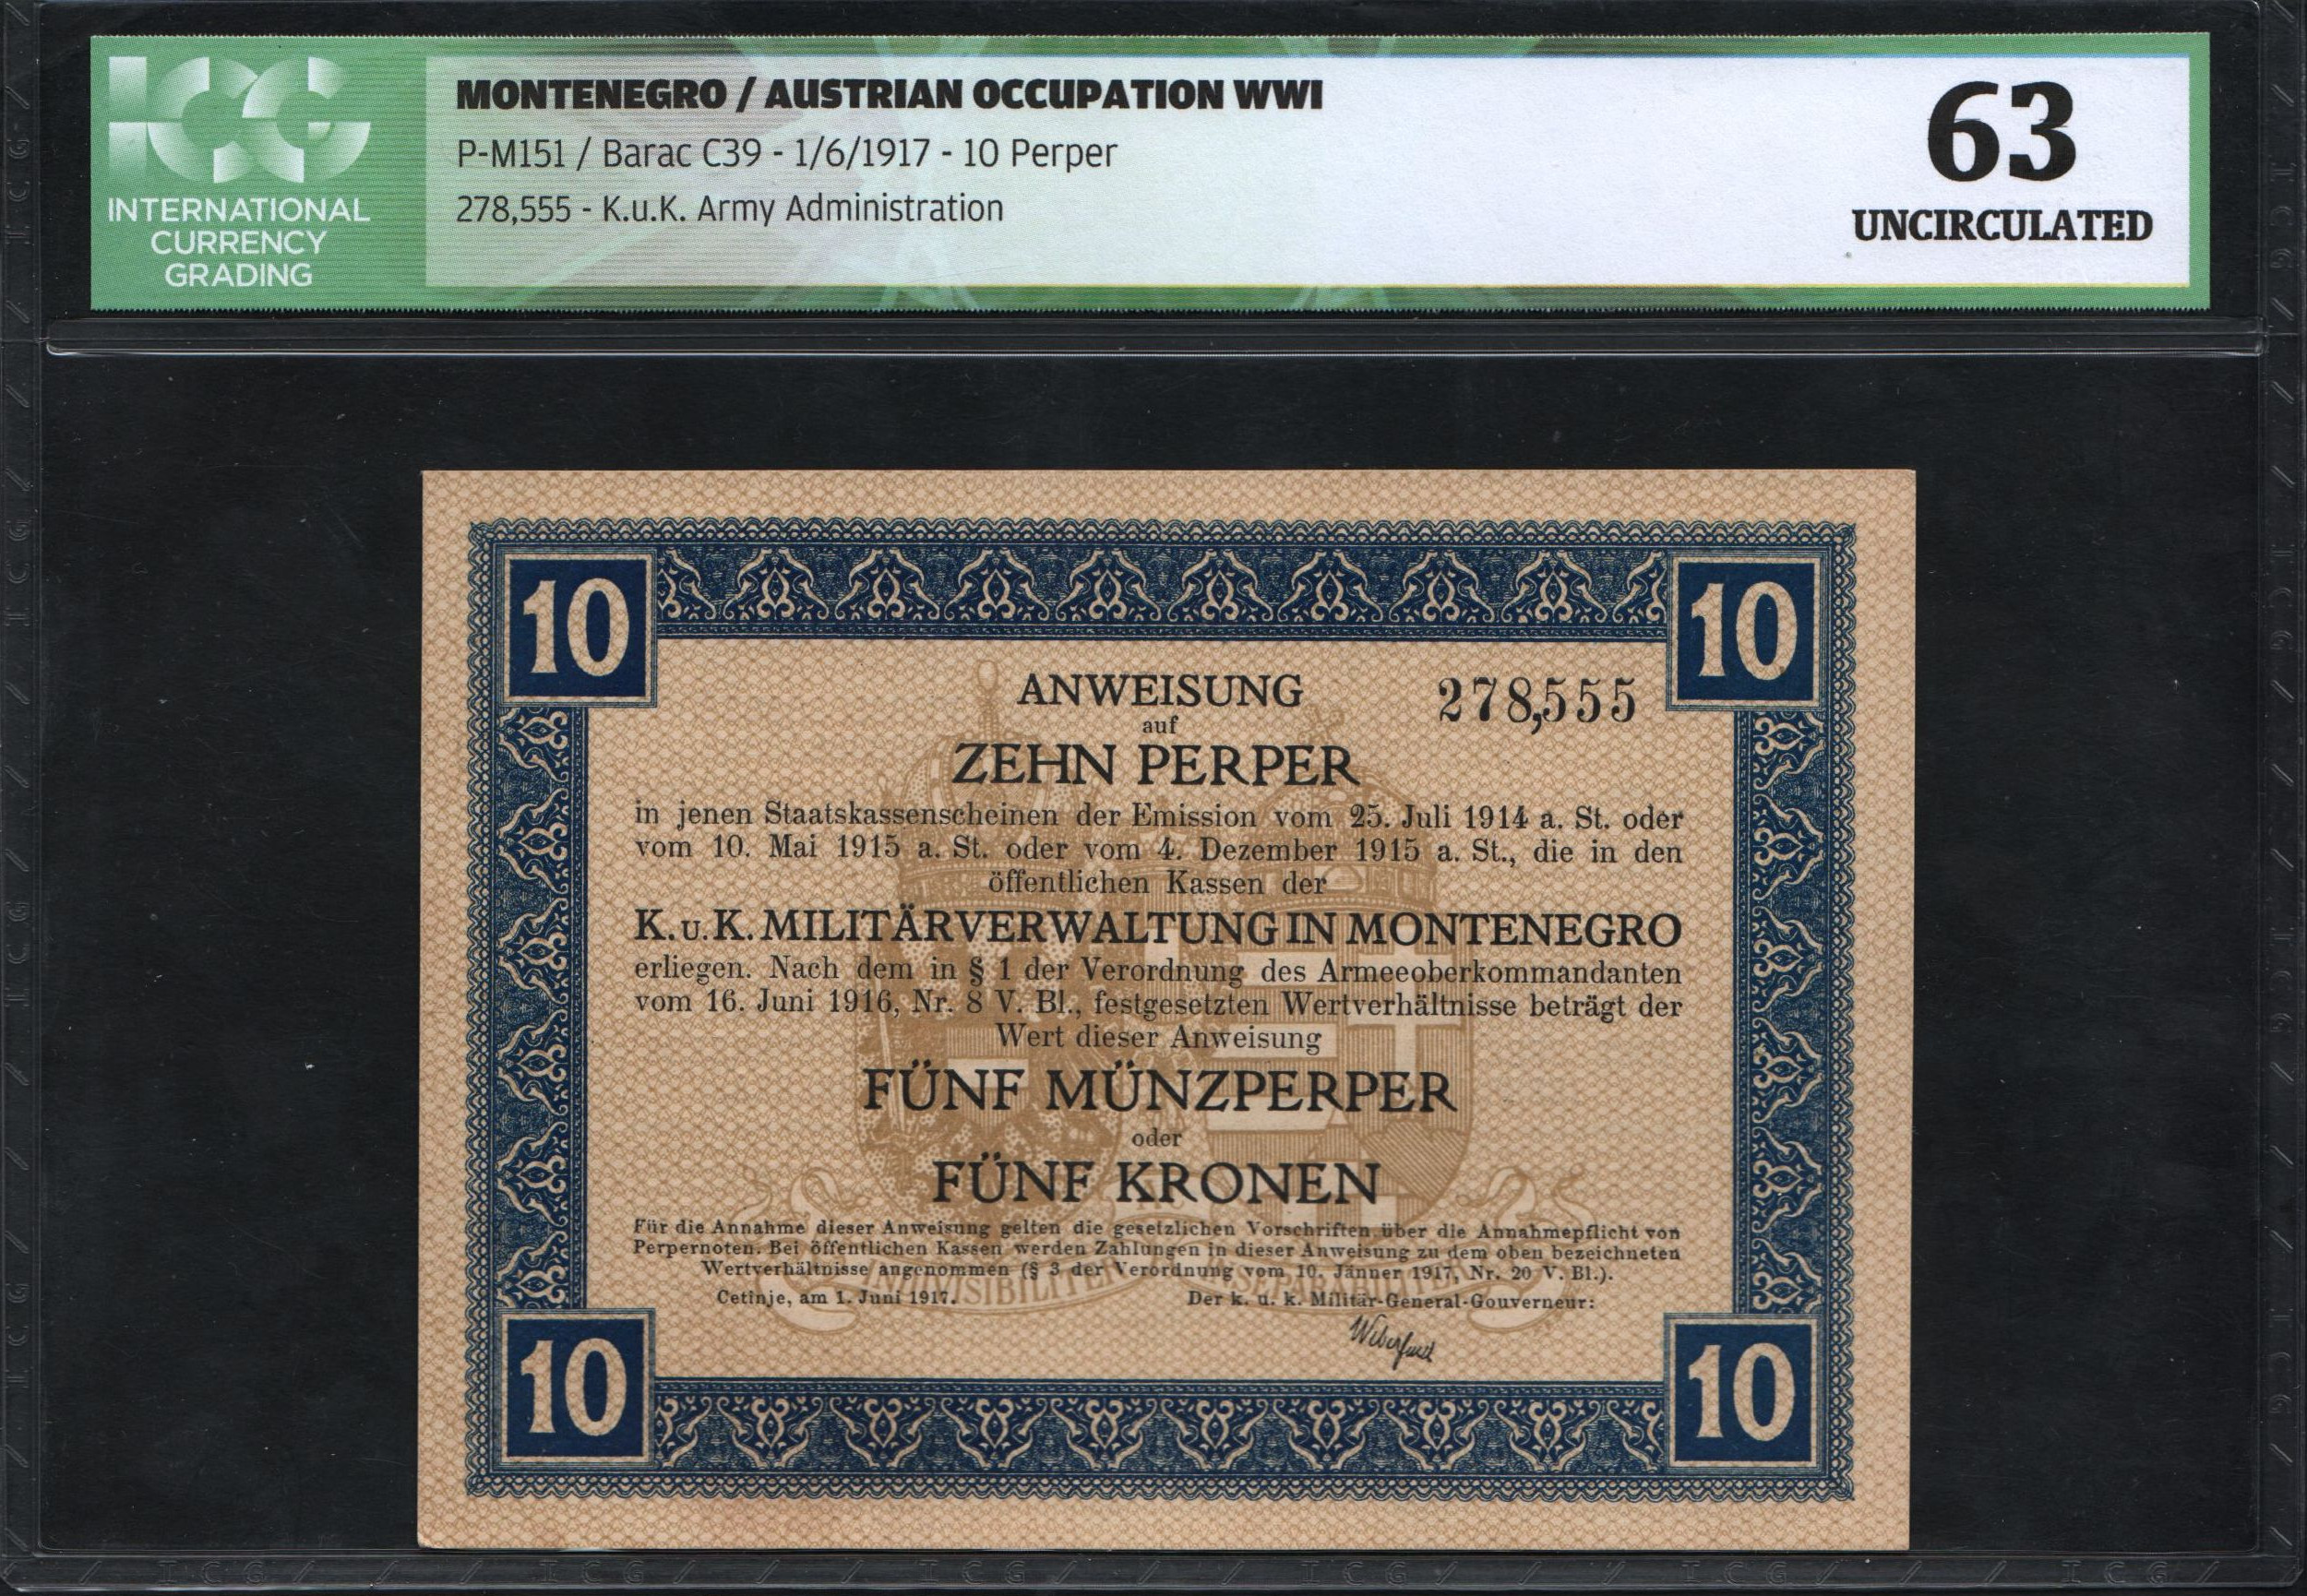 ICG
INTERNATIONAL
CURRENCY
GRADING
MONTENEGRO / AUSTRIAN OCCUPATION WWI
P-M151 / Barac C39 - 1/6/1917 - 10 Perper
278,555 - K.u.K. Army Administration
63
UNCIRCULATED
10
10
ANWEISUNG
278,555
auf
ZEHN PERPER
in jenen Staatskassenscheinen der Emission vom 25. Juli 1914 a. St. oder
vom 10. Mai 1915 a. St. oder vom 4. Dezember 1915 a. St., die in den
öffentlichen Kassen der
K.u.K. MILITÄRVERWALTUNG IN MONTENEGRO
erliegen. Nach dem in § 1 der Verordnung des Armeeoberkommandanten
vom 16. Juni 1916, Nr. 8 V. Bl., festgesetzten Wertverhältnisse beträgt der
Wert dieser Anweisung
FÜNF MÜNZPERPER
oder
FÜNF KRONEN
Für die Annahme dieser Anweisung gelten die gesetzlichen Vorschriften über die Annahmepflicht von
Perpernoten. Bei öffentlichen Kassen werden Zahlungen in dieser Anweisung zu dem oben bezeichneten
Wertverhältnisse angenommen (§ 3 der Verordnung vom 10. Jänner 1917, Nr. 20 V. Bl.).
Cetinje, am 1. Juni 1917.
Der k. u. k. Militär-General-Gouverneur:
10
10
ICG / / / ICG / / / ICG / / / ICG / / / ICG / / / ICG